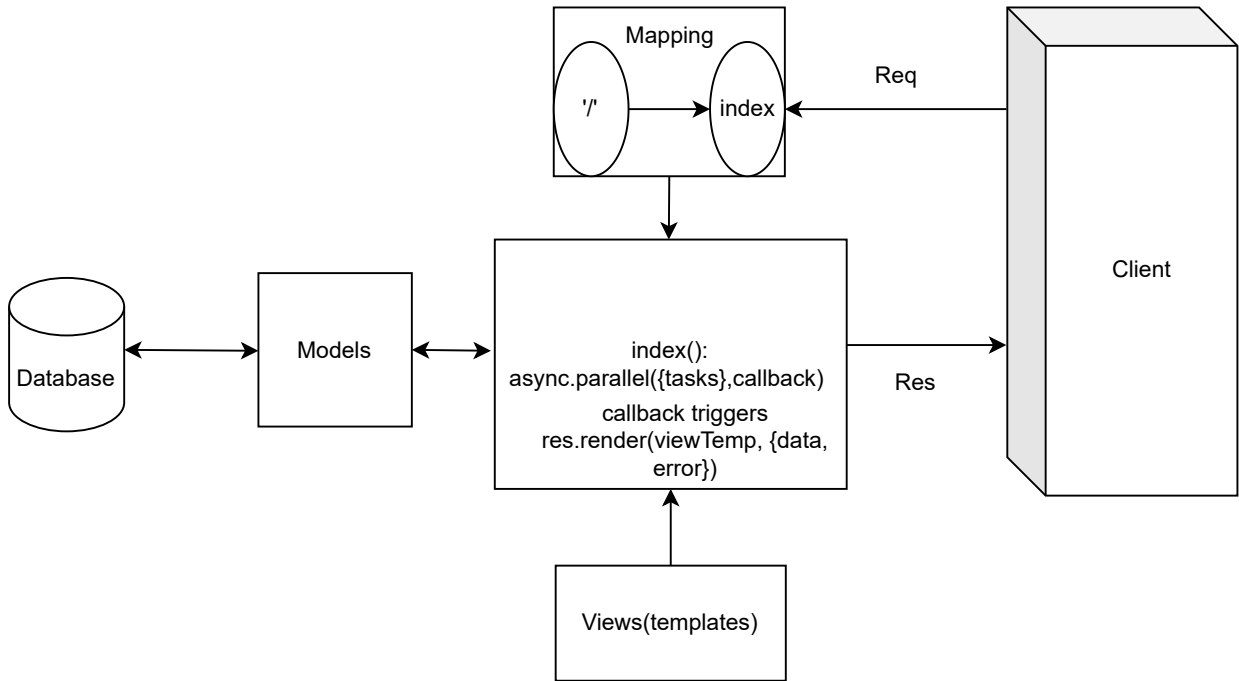 Mapping
'/'
index
Req
Client
Database
Models
index():
async.parallel({tasks},callback)
callback triggers
res.render(viewTemp, {data,
error})
Res
Views(templates)